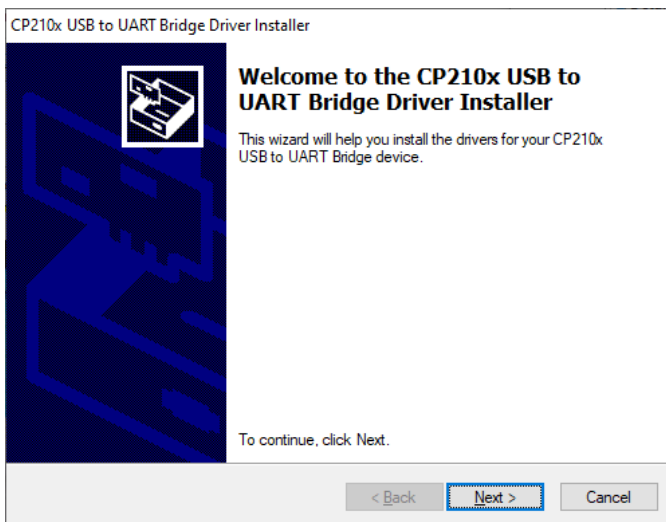 CP210x USB to UART Bridge Driver Installer
Welcome to the CP210x USB to
UART Bridge Driver Installer
This wizard will help you install the drivers for your CP210x
USB to UART Bridge device.
To continue, click Next.
< Back
Next >
Cancel